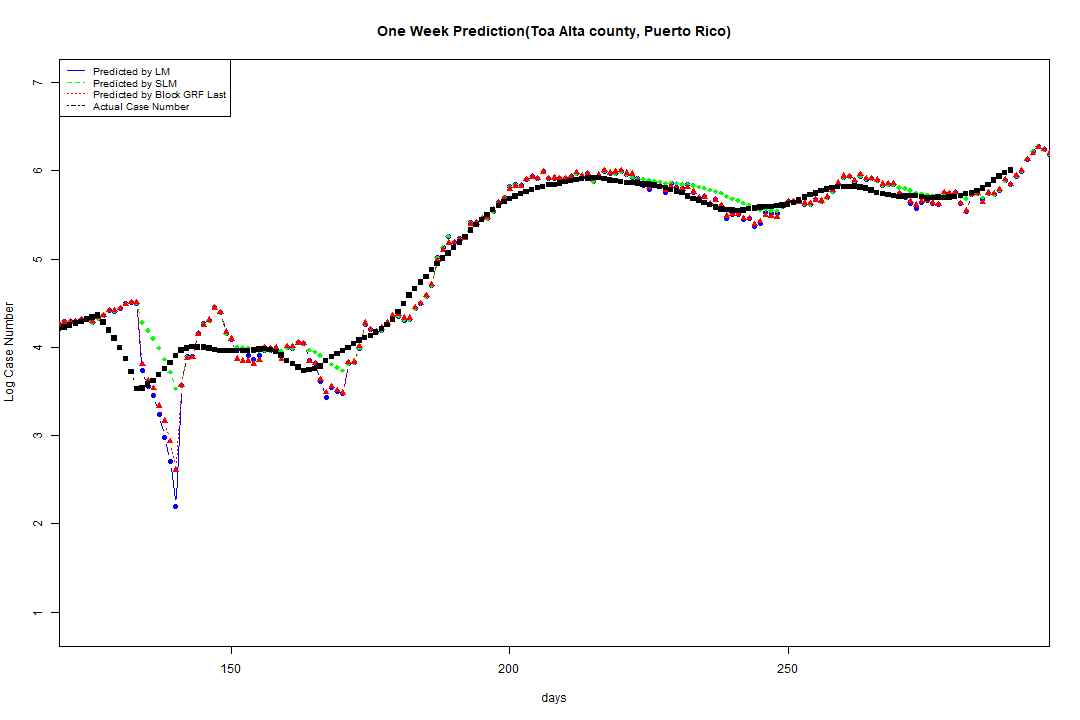 One Week Prediction(Toa Alta county, Puerto Rico)
Predicted by LM
Predicted by SLM
Predicted by Block GRF Last
Actual Case Number
Log Case Number
7
6
5
4
3
2
1
150
200
250
days